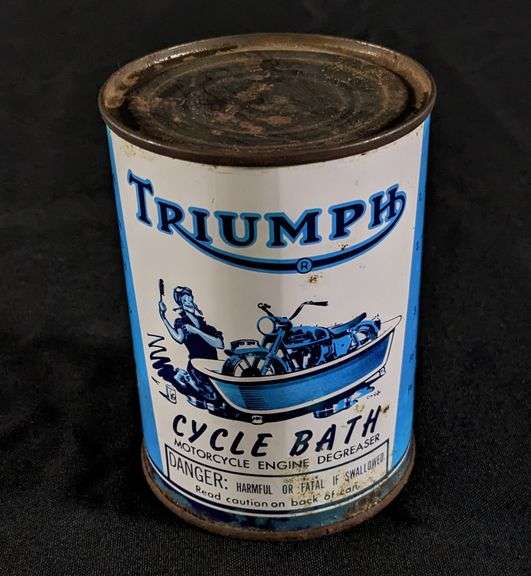 TRIUMPH
®
CYCLE BATH
MOTORCYCLE ENGINE DEGREASER
DANGER: HARMFUL OR FATAL IF SWALLOWED
Read caution on back of can.